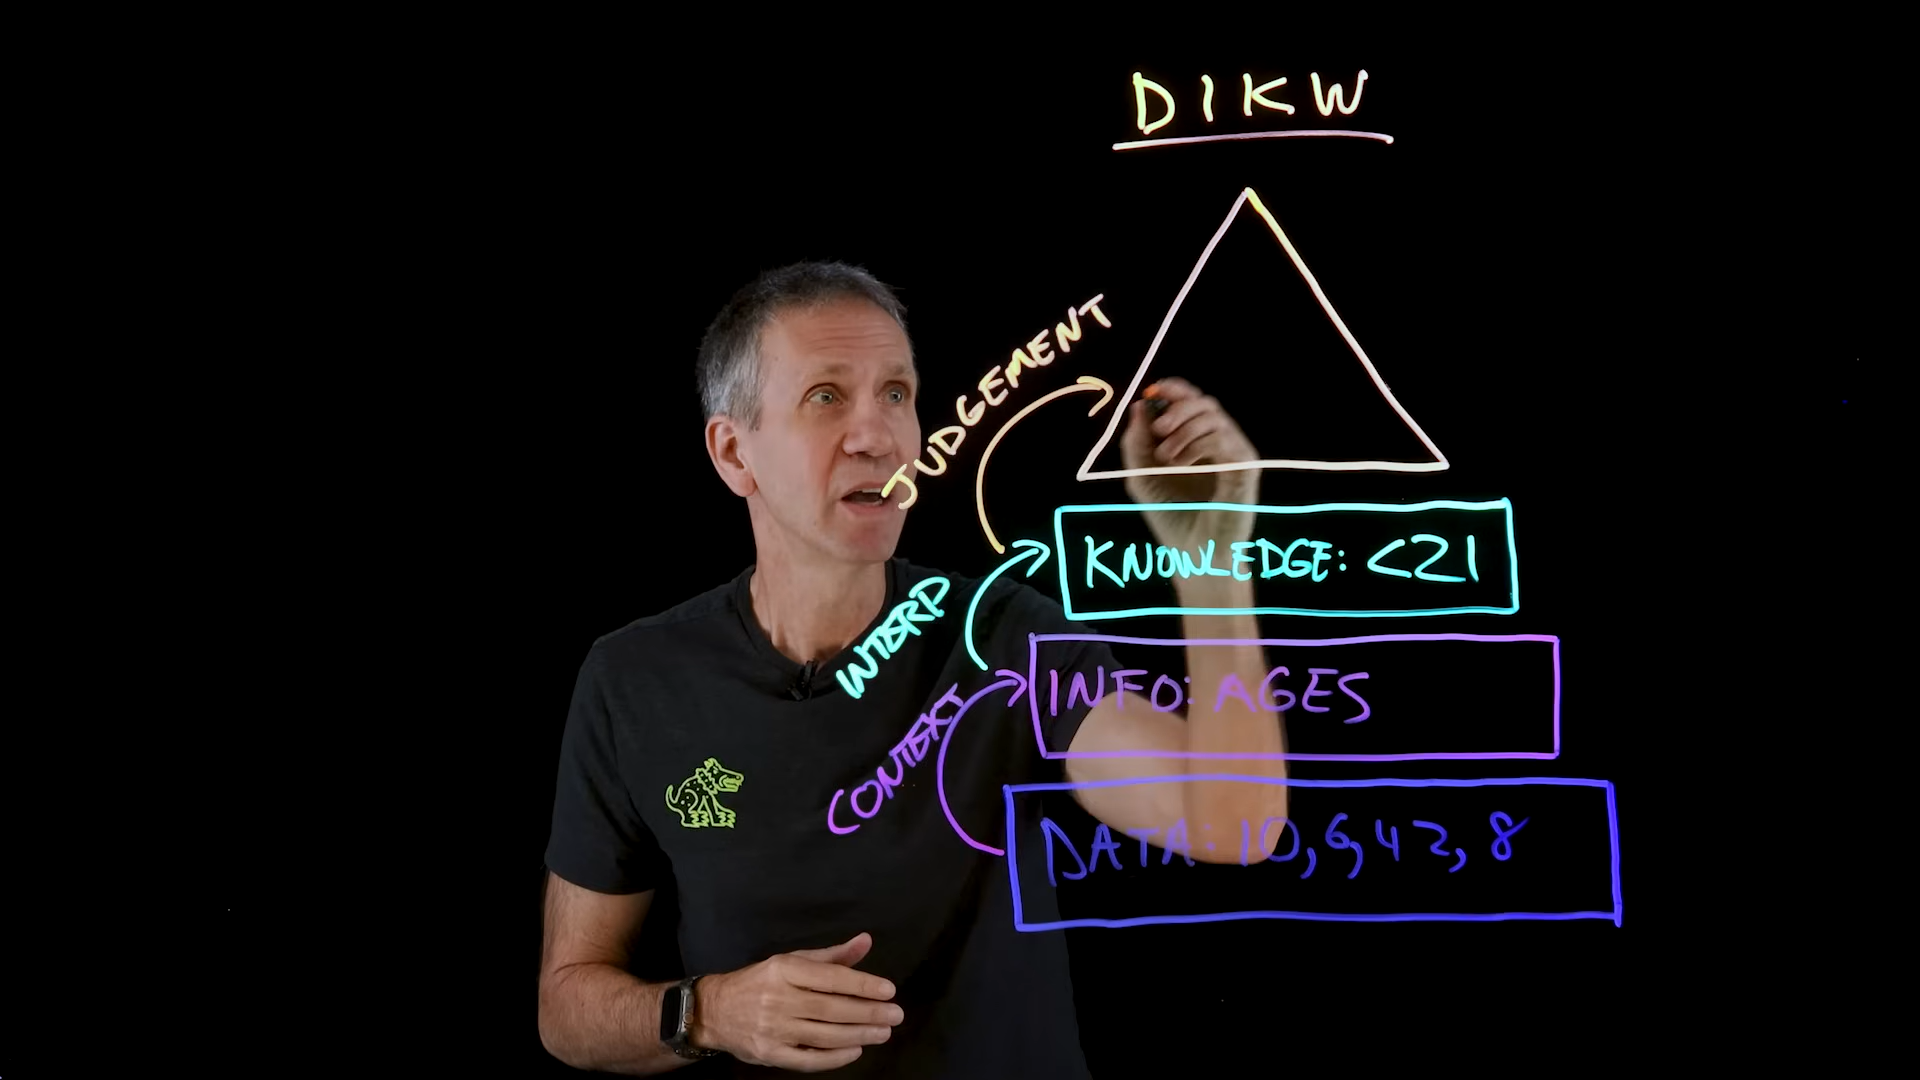 DIKW
JUDGEMENT
KNOWLEDGE: <21
INTERP
INFO: AGES
CONTEXT
DATA: 10, 6, 42, 8